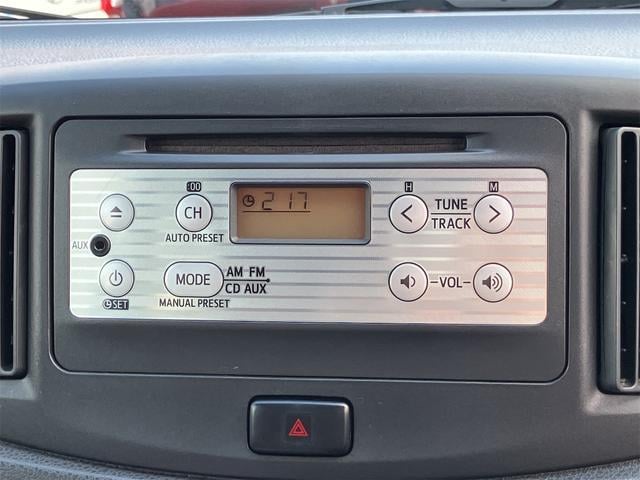 :00 H M
CH 2 17 < TUNE >
AUTO PRESET TRACK
AUX
MODE AM FM
CD AUX -VOL-
SET MANUAL PRESET